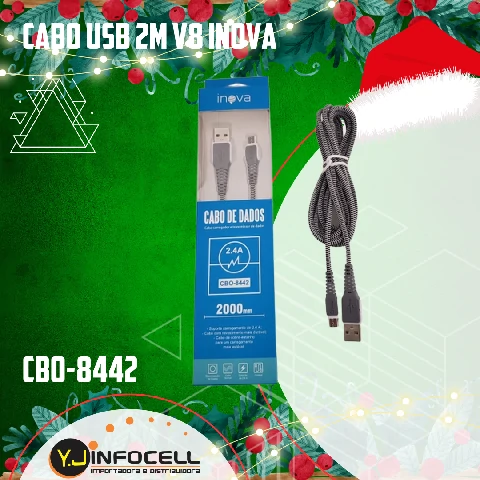 CABO USB 2M V8 INOVA
inova
CABO DE DADOS
2.4A
CBO-8442
2000mm
CBO-8442
Y.J INFOCELL
importadora e distribuidora